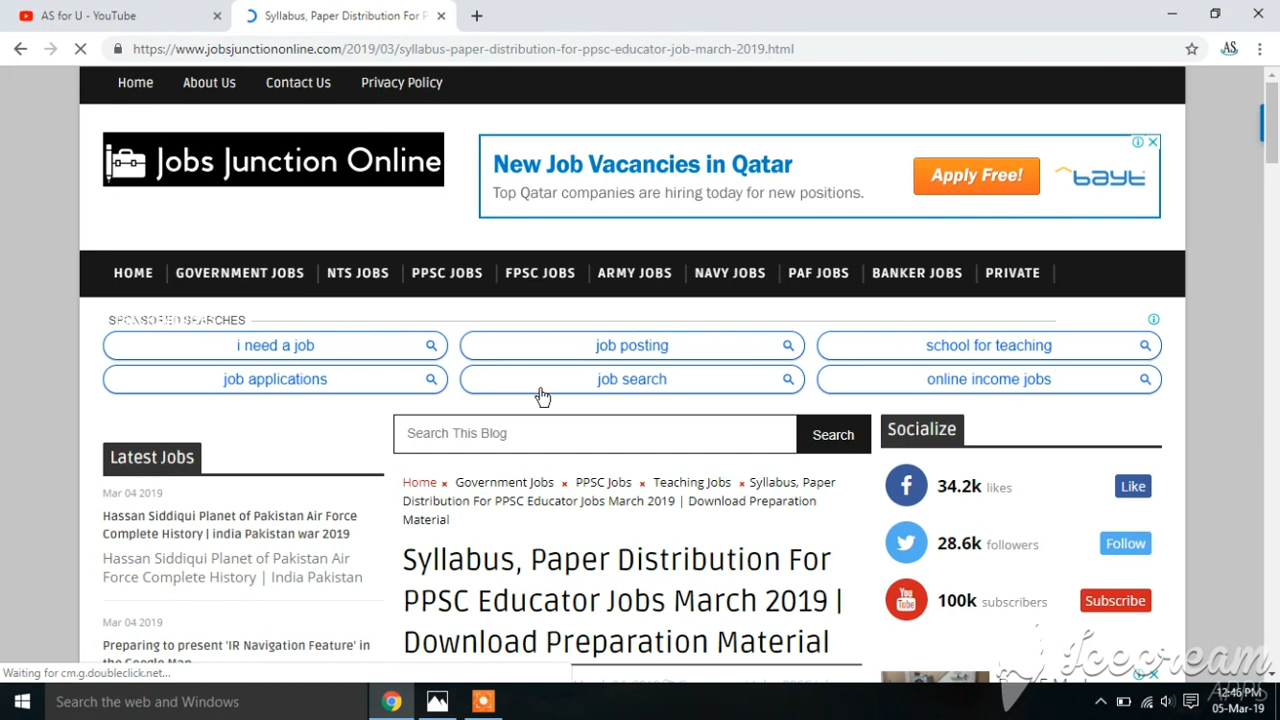 AS for U - YouTube
Syllabus, Paper Distribution For P
https://www.jobsjunctiononline.com/2019/03/syllabus-paper-distribution-for-ppsc-educator-job-march-2019.html
AS
Home About Us Contact Us Privacy Policy
Jobs Junction Online
New Job Vacancies in Qatar
Top Qatar companies are hiring today for new positions.
Apply Free!
bayt
HOME GOVERNMENT JOBS NTS JOBS PPSC JOBS FPSC JOBS ARMY JOBS NAVY JOBS PAF JOBS BANKER JOBS PRIVATE
SPONSORED SEARCHES
i need a job job posting school for teaching
job applications job search online income jobs
Search This Blog Search
Latest Jobs
Mar 04 2019
Hassan Siddiqui Planet of Pakistan Air Force
Complete History | india Pakistan war 2019
Hassan Siddiqui Planet of Pakistan Air
Force Complete History | India Pakistan
Mar 04 2019
Preparing to present 'IR Navigation Feature' in
the Google Map
Home × Government Jobs × PPSC Jobs × Teaching Jobs × Syllabus, Paper
Distribution For PPSC Educator Jobs March 2019 | Download Preparation
Material
Syllabus, Paper Distribution For
PPSC Educator Jobs March 2019 |
Download Preparation Material
Socialize
34.2k likes Like
28.6k followers Follow
You Tube 100k subscribers Subscribe
Waiting for cm.g.doubleclick.net...
Icecream
APPS
Search the web and Windows
12:46 PM
05-Mar-19